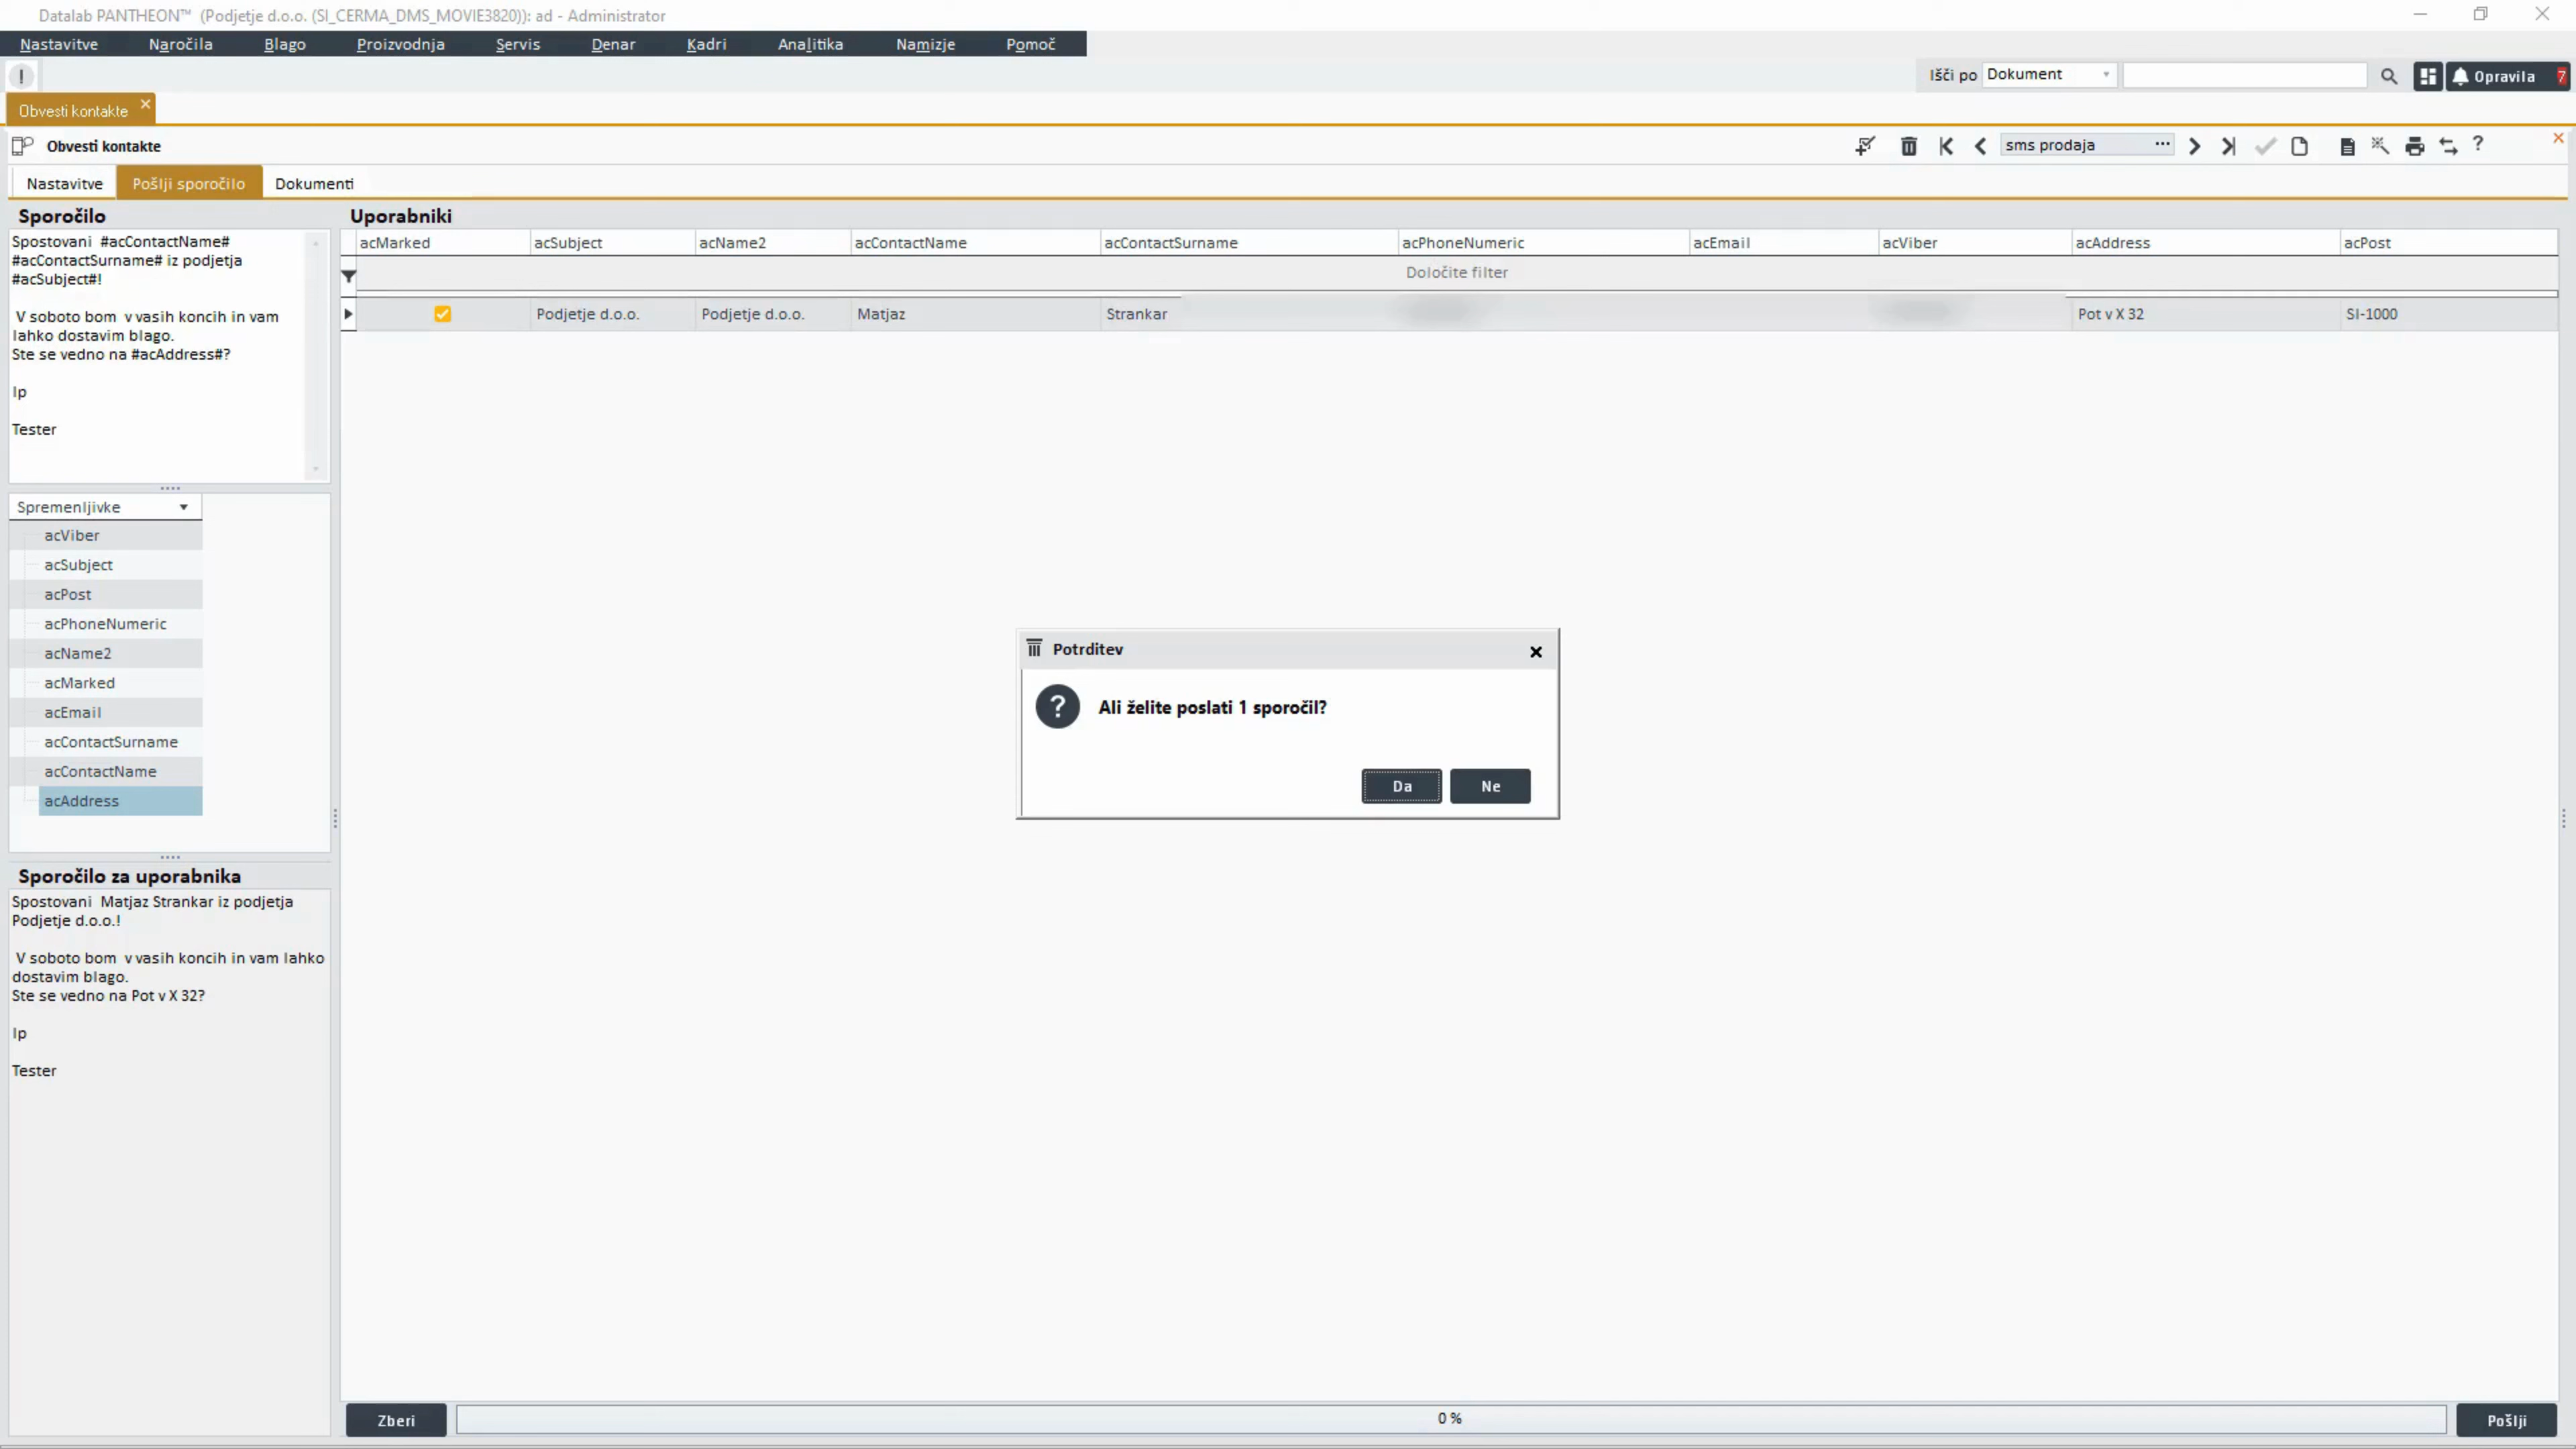 Datalab PANTHEON™ (Podjetje d.o.o. (SI_CERMA_DMS_MOVIE3820)): ad - Administrator
Nastavitve Naročila Blago Proizvodnja Servis Denar Kadri Analitika Namizje Pomoč
Išči po Dokument Opravila 7
Obvesti kontakte
Obvesti kontakte
sms prodaja
Nastavitve Pošlji sporočilo Dokumenti
Sporočilo
Spostovani #acContactName#
#acContactSurname# iz podjetja
#acSubject#!
V soboto bom v vasih koncih in vam
lahko dostavim blago.
Ste se vedno na #acAddress#?
lp
Tester
Spremenljivke
acViber
acSubject
acPost
acPhoneNumeric
acName2
acMarked
acEmail
acContactSurname
acContactName
acAddress
Sporočilo za uporabnika
Spostovani Matjaz Strankar iz podjetja
Podjetje d.o.o.!
V soboto bom v vasih koncih in vam lahko
dostavim blago.
Ste se vedno na Pot v X 32?
lp
Tester
Uporabniki
acMarked acSubject acName2 acContactName acContactSurname acPhoneNumeric acEmail acViber acAddress acPost
Določite filter
Podjetje d.o.o. Podjetje d.o.o. Matjaz Strankar Pot v X 32 SI-1000
Potrditev
Ali želite poslati 1 sporočil?
Da Ne
Zberi 0 % Pošlji